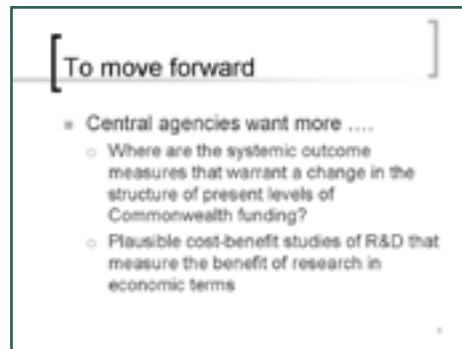 To move forward
Central agencies want more ....
Where are the systemic outcome
measures that warrant a change in the
structure of present levels of
Commonwealth funding?
Plausible cost-benefit studies of R&D that
measure the benefit of research in
economic terms